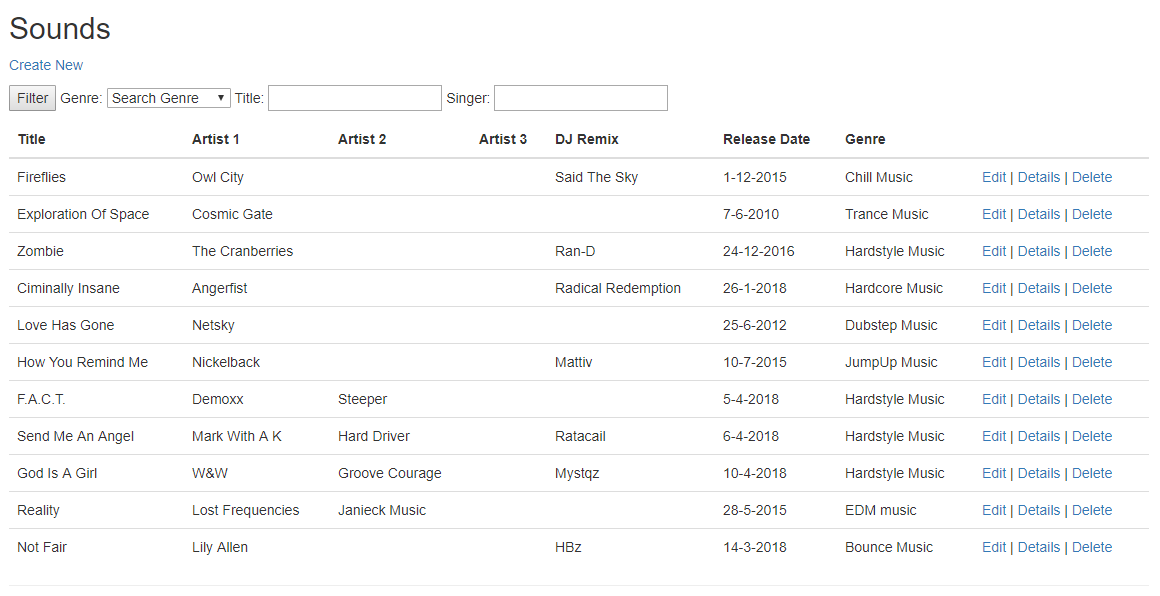 Sounds
Create New
Filter Genre: Search Genre Title: Singer:
Title Artist 1 Artist 2 Artist 3 DJ Remix Release Date Genre
Fireflies Owl City Said The Sky 1-12-2015 Chill Music Edit | Details | Delete
Exploration Of Space Cosmic Gate 7-6-2010 Trance Music Edit | Details | Delete
Zombie The Cranberries Ran-D 24-12-2016 Hardstyle Music Edit | Details | Delete
Ciminally Insane Angerfist Radical Redemption 26-1-2018 Hardcore Music Edit | Details | Delete
Love Has Gone Netsky 25-6-2012 Dubstep Music Edit | Details | Delete
How You Remind Me Nickelback Mattiv 10-7-2015 JumpUp Music Edit | Details | Delete
F.A.C.T. Demoxx Steeper 5-4-2018 Hardstyle Music Edit | Details | Delete
Send Me An Angel Mark With A K Hard Driver Ratacail 6-4-2018 Hardstyle Music Edit | Details | Delete
God Is A Girl W&W Groove Courage Mystqz 10-4-2018 Hardstyle Music Edit | Details | Delete
Reality Lost Frequencies Janieck Music 28-5-2015 EDM music Edit | Details | Delete
Not Fair Lily Allen HBz 14-3-2018 Bounce Music Edit | Details | Delete